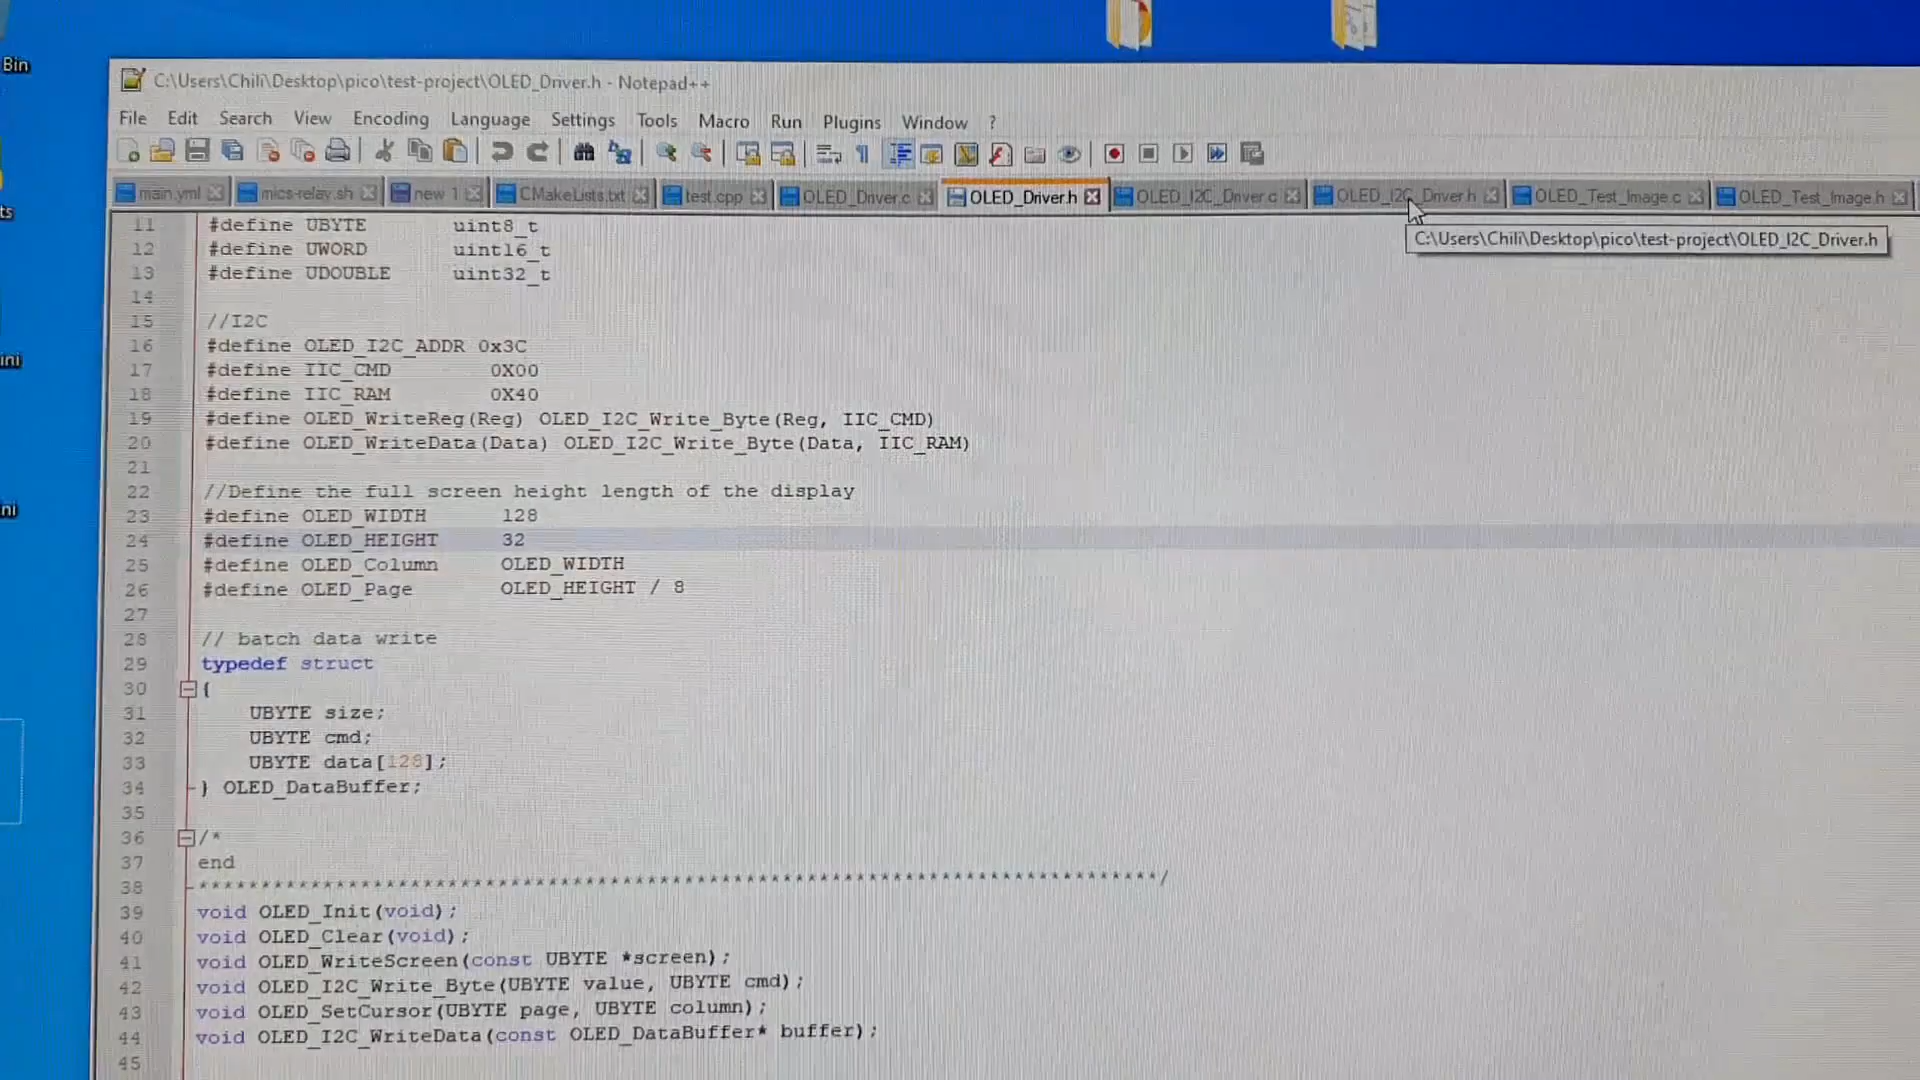 Bin
C:\Users\Chili\Desktop\pico\test-project\OLED_Driver.h - Notepad++
File Edit Search View Encoding Language Settings Tools Macro Run Plugins Window ?
main.yml mics-relay.sh new 1 CMakeLists.txt test.cpp OLED_Driver.c OLED_Driver.h OLED_I2C_Driver.c OLED_I2C_Driver.h OLED_Test_Image.c OLED_Test_Image.h
C:\Users\Chili\Desktop\pico\test-project\OLED_I2C_Driver.h
ts
ini
ni
11 #define UBYTE uint8_t
12 #define UWORD uint16_t
13 #define UDOUBLE uint32_t
14
15 //I2C
16 #define OLED_I2C_ADDR 0x3C
17 #define IIC_CMD 0X00
18 #define IIC_RAM 0X40
19 #define OLED_WriteReg(Reg) OLED_I2C_Write_Byte(Reg, IIC_CMD)
20 #define OLED_WriteData(Data) OLED_I2C_Write_Byte(Data, IIC_RAM)
21
22 //Define the full screen height length of the display
23 #define OLED_WIDTH 128
24 #define OLED_HEIGHT 32
25 #define OLED_Column OLED_WIDTH
26 #define OLED_Page OLED_HEIGHT / 8
27
28 // batch data write
29 typedef struct
30 {
31 UBYTE size;
32 UBYTE cmd;
33 UBYTE data[128];
34 } OLED_DataBuffer;
35
36 /*
37 end
38 ******************************************************************************/
39 void OLED_Init(void);
40 void OLED_Clear(void);
41 void OLED_WriteScreen(const UBYTE *screen);
42 void OLED_I2C_Write_Byte(UBYTE value, UBYTE cmd);
43 void OLED_SetCursor(UBYTE page, UBYTE column);
44 void OLED_I2C_WriteData(const OLED_DataBuffer* buffer);
45